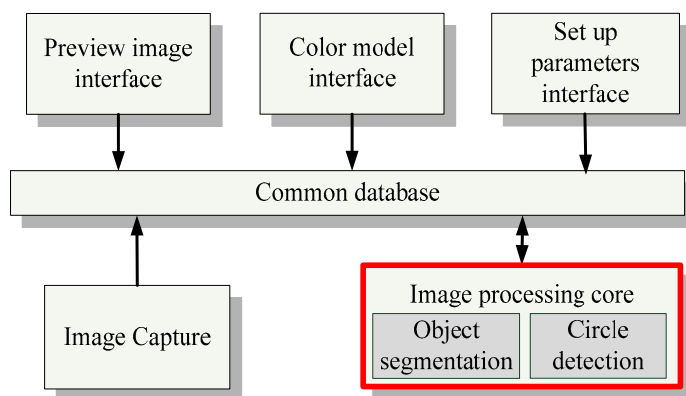 Preview image
interface
Color model
interface
Set up
parameters
interface
Common database
Image Capture
Image processing core
Object
segmentation
Circle
detection